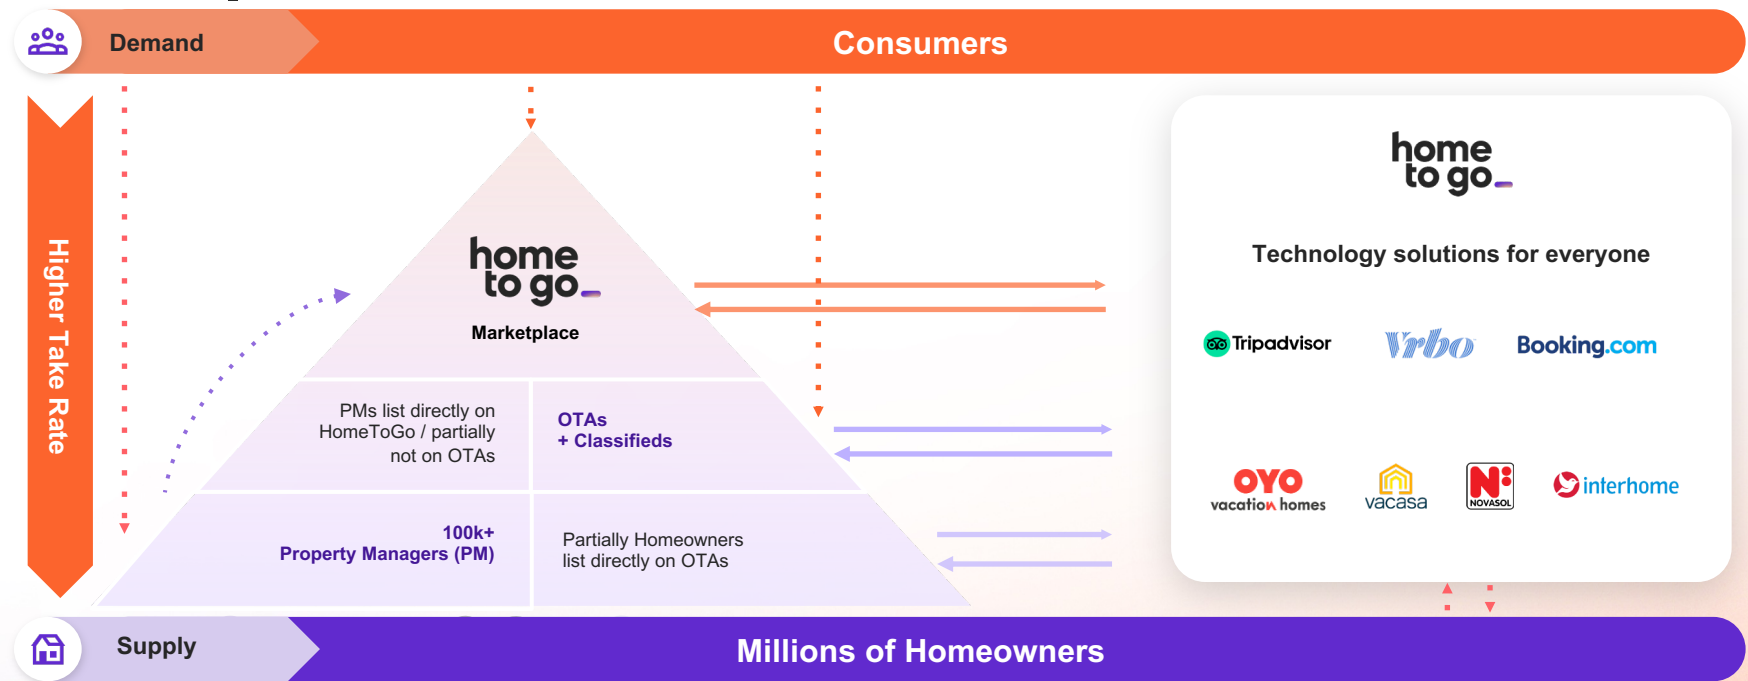 Demand
Consumers
Higher Take Rate
home
to go_
Marketplace
PMs list directly on
HomeToGo / partially
not on OTAs
OTAs
+ Classifieds
100k+
Property Managers (PM)
Partially Homeowners
list directly on OTAs
home
to go_
Technology solutions for everyone
Tripadvisor
Vrbo
Booking.com
OYO
vacation homes
vacasa
N:
NOVASOL
interhome
Supply
Millions of Homeowners